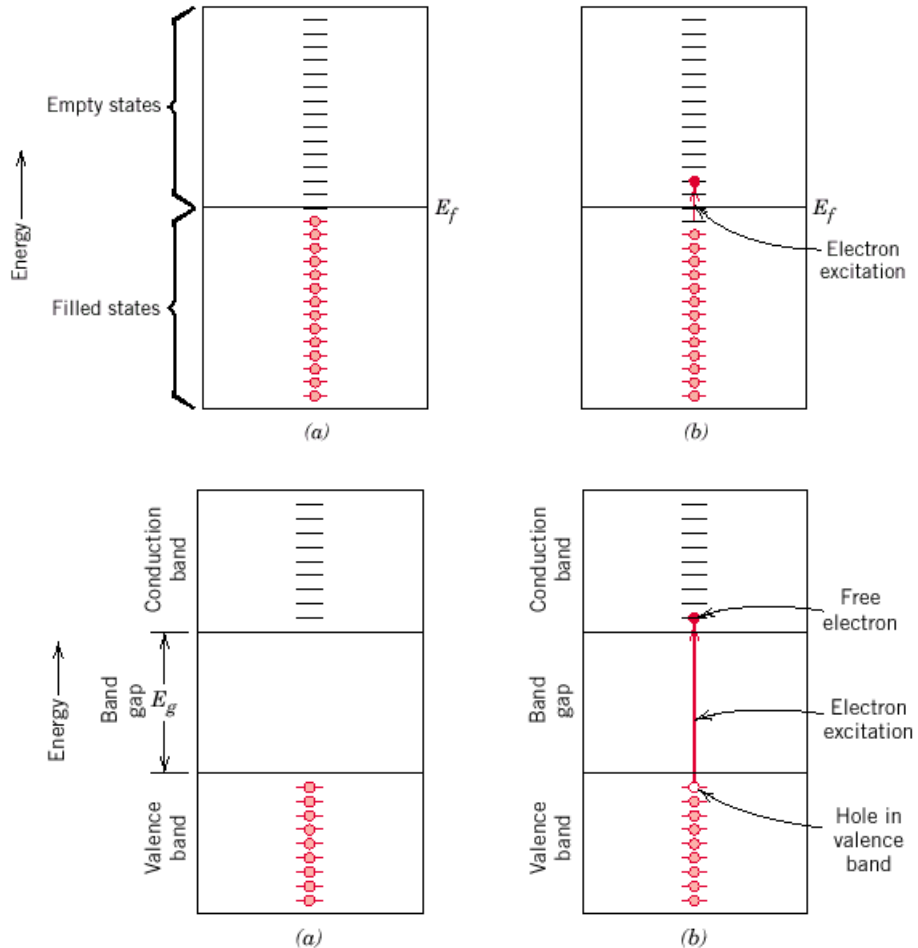 Empty states
Energy
Filled states
E_f
(a)
E_f
Electron
excitation
(b)
Conduction
band
Energy
Band
gap
E_g
Valence
band
(a)
Conduction
band
Band
gap
Valence
band
Free
electron
Electron
excitation
Hole in
valence
band
(b)